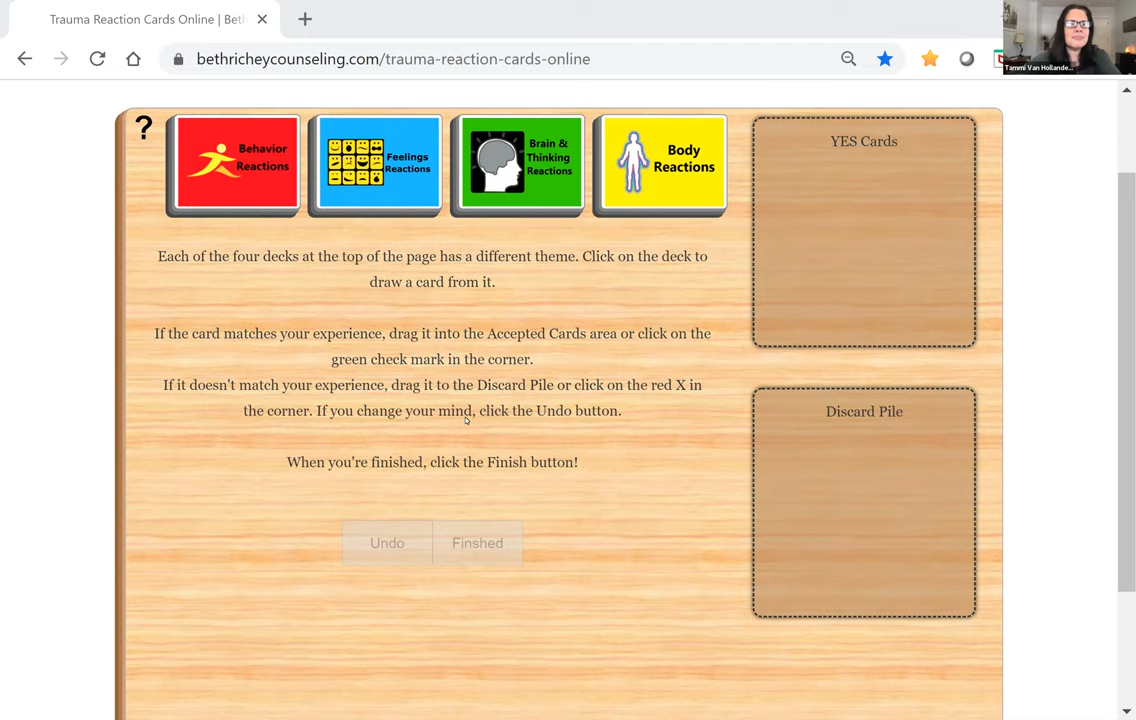 Trauma Reaction Cards Online | Bet
bethricheycounseling.com/trauma-reaction-cards-online
Tammi Van Hollande...
?
Behavior
Reactions
Feelings
Reactions
Brain &
Thinking
Reactions
Body
Reactions
YES Cards
Each of the four decks at the top of the page has a different theme. Click on the deck to
draw a card from it.
If the card matches your experience, drag it into the Accepted Cards area or click on the
green check mark in the corner.
If it doesn't match your experience, drag it to the Discard Pile or click on the red X in
the corner. If you change your mind, click the Undo button.
When you're finished, click the Finish button!
Discard Pile
Undo
Finshed